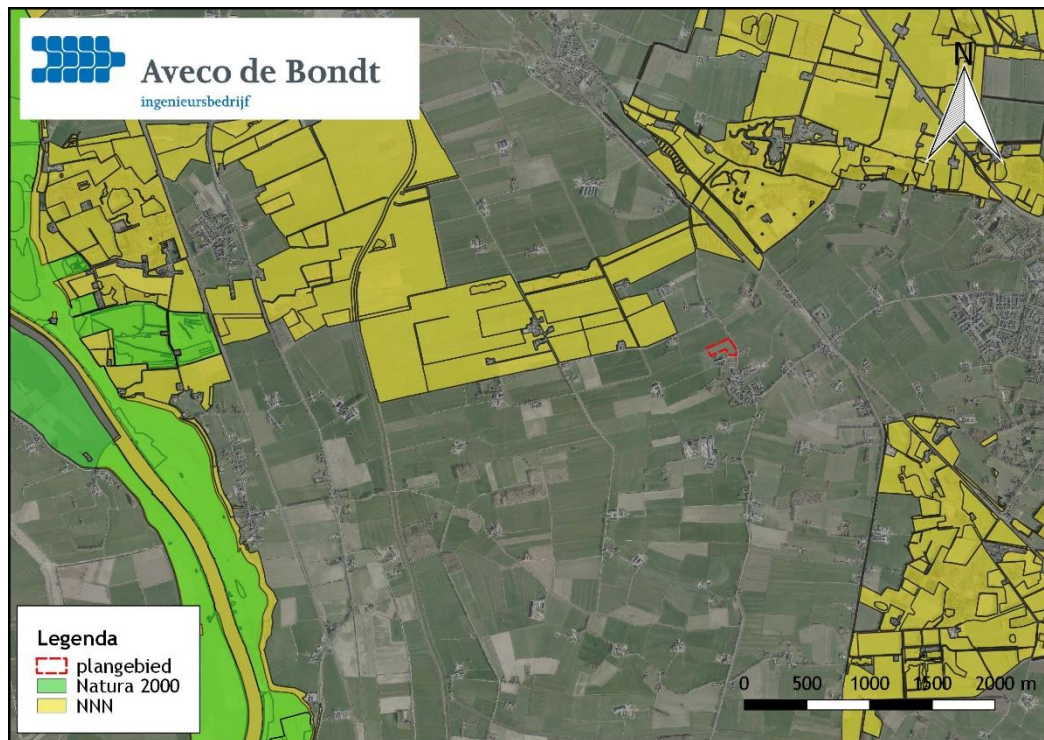 Aveco de Bondt
ingenieursbedrijf
N
Legenda
plangebied
Natura 2000
NNN
0 500 1000 1500 2000 m